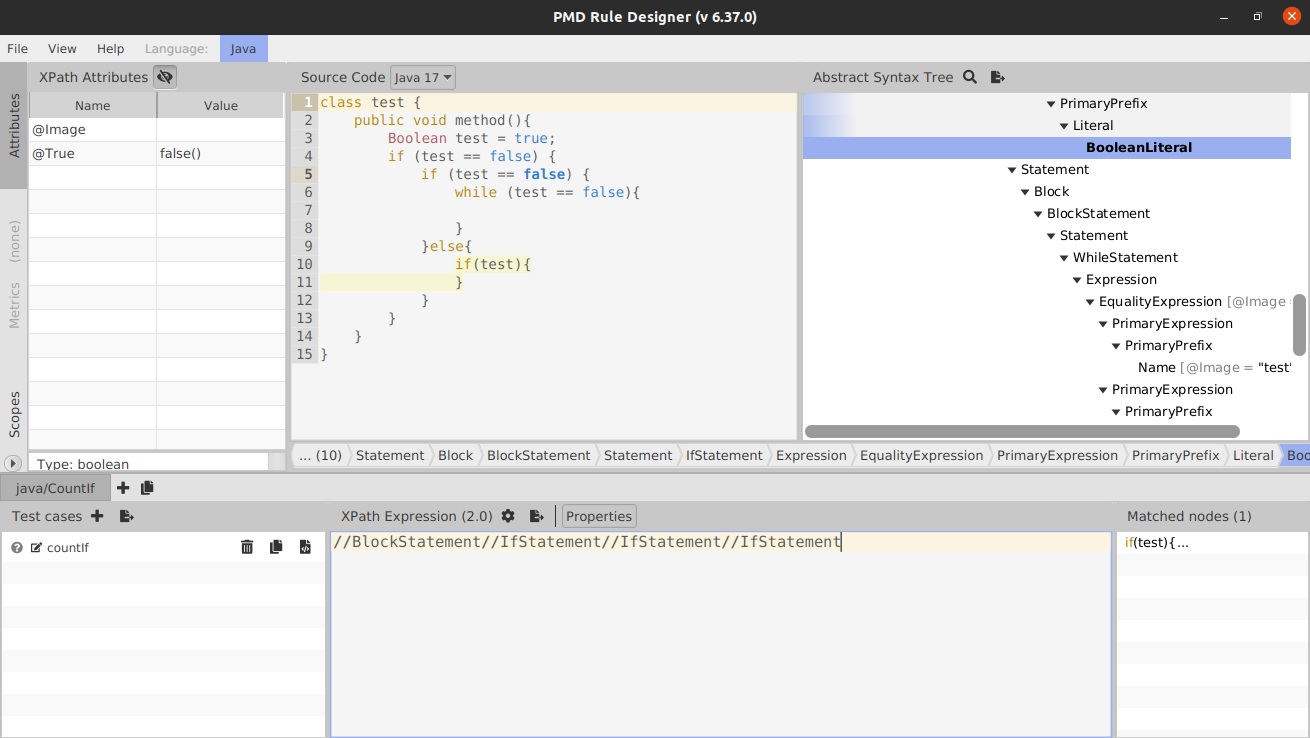 PMD Rule Designer (v 6.37.0)
File View Help Language: Java
XPath Attributes
Name Value
@Image
@True false()
Type: boolean
Attributes
Metrics (none)
Scopes
Source Code Java 17
1 class test {
2 public void method(){
3 Boolean test = true;
4 if (test == false) {
5 if (test == false) {
6 while (test == false){
7
8 }
9 }else{
10 if(test){
11 }
12 }
13 }
14 }
15 }
Abstract Syntax Tree
PrimaryPrefix
Literal
BooleanLiteral
Statement
Block
BlockStatement
Statement
WhileStatement
Expression
EqualityExpression [@Image
PrimaryExpression
PrimaryPrefix
Name [@Image = "test"
PrimaryExpression
PrimaryPrefix
... (10) Statement Block BlockStatement Statement IfStatement Expression EqualityExpression PrimaryExpression PrimaryPrefix Literal Boo
java/CountIf
Test cases
countIf
XPath Expression (2.0) Properties
//BlockStatement//IfStatement//IfStatement//IfStatement
Matched nodes (1)
if(test){...